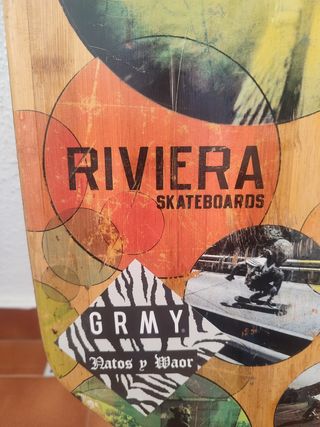 RIVIERA
SKATEBOARDS
GRMY®
Natos y Waor